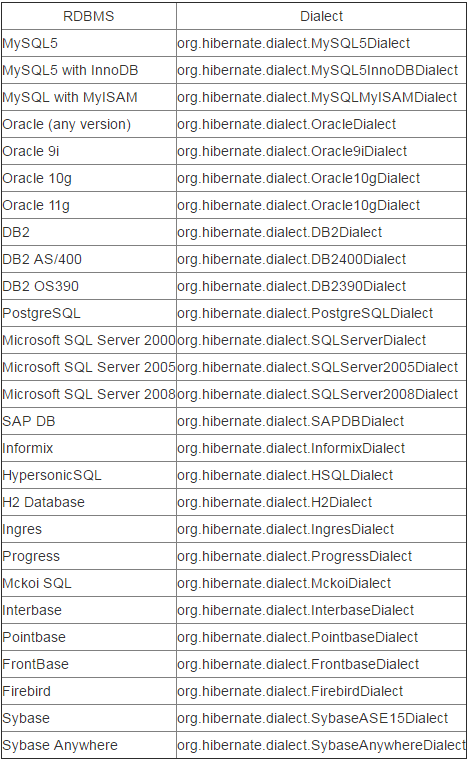 RDBMS Dialect
MySQL5 org.hibernate.dialect.MySQL5Dialect
MySQL5 with InnoDB org.hibernate.dialect.MySQL5InnoDBDialect
MySQL with MyISAM org.hibernate.dialect.MySQLMyISAMDialect
Oracle (any version) org.hibernate.dialect.OracleDialect
Oracle 9i org.hibernate.dialect.Oracle9iDialect
Oracle 10g org.hibernate.dialect.Oracle10gDialect
Oracle 11g org.hibernate.dialect.Oracle10gDialect
DB2 org.hibernate.dialect.DB2Dialect
DB2 AS/400 org.hibernate.dialect.DB2400Dialect
DB2 OS390 org.hibernate.dialect.DB2390Dialect
PostgreSQL org.hibernate.dialect.PostgreSQLDialect
Microsoft SQL Server 2000 org.hibernate.dialect.SQLServerDialect
Microsoft SQL Server 2005 org.hibernate.dialect.SQLServer2005Dialect
Microsoft SQL Server 2008 org.hibernate.dialect.SQLServer2008Dialect
SAP DB org.hibernate.dialect.SAPDBDialect
Informix org.hibernate.dialect.InformixDialect
HypersonicSQL org.hibernate.dialect.HSQLDialect
H2 Database org.hibernate.dialect.H2Dialect
Ingres org.hibernate.dialect.IngresDialect
Progress org.hibernate.dialect.ProgressDialect
Mckoi SQL org.hibernate.dialect.MckoiDialect
Interbase org.hibernate.dialect.InterbaseDialect
Pointbase org.hibernate.dialect.PointbaseDialect
FrontBase org.hibernate.dialect.FrontbaseDialect
Firebird org.hibernate.dialect.FirebirdDialect
Sybase org.hibernate.dialect.SybaseASE15Dialect
Sybase Anywhere org.hibernate.dialect.SybaseAnywhereDialect